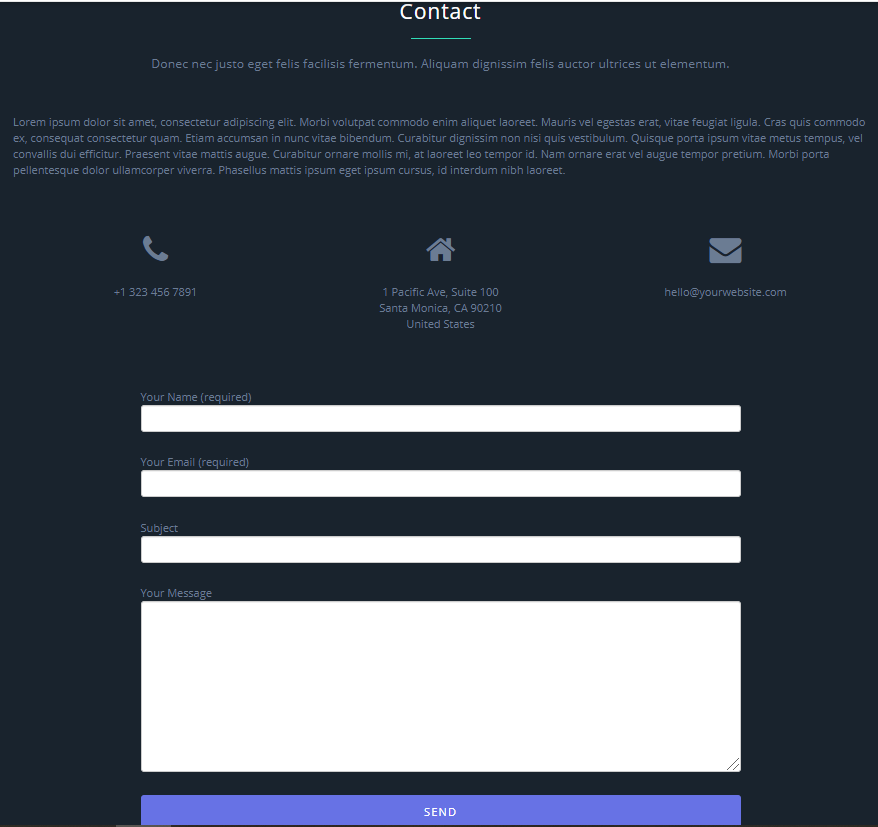 Contact
Donec nec justo eget felis facilisis fermentum. Aliquam dignissim felis auctor ultrices ut elementum.
Lorem ipsum dolor sit amet, consectetur adipiscing elit. Morbi volutpat commodo enim aliquet laoreet. Mauris vel egestas erat, vitae feugiat ligula. Cras quis commodo
ex, consequat consectetur quam. Etiam accumsan in nunc vitae bibendum. Curabitur dignissim non nisi quis vestibulum. Quisque porta ipsum vitae metus tempus, vel
convallis dui efficitur. Praesent vitae mattis augue. Curabitur ornare mollis mi, at laoreet leo tempor id. Nam ornare erat vel augue tempor pretium. Morbi porta
pellentesque dolor ullamcorper viverra. Phasellus mattis ipsum eget ipsum cursus, id interdum nibh laoreet.
+1 323 456 7891
1 Pacific Ave, Suite 100
Santa Monica, CA 90210
United States
hello@yourwebsite.com
Your Name (required)
Your Email (required)
Subject
Your Message
SEND